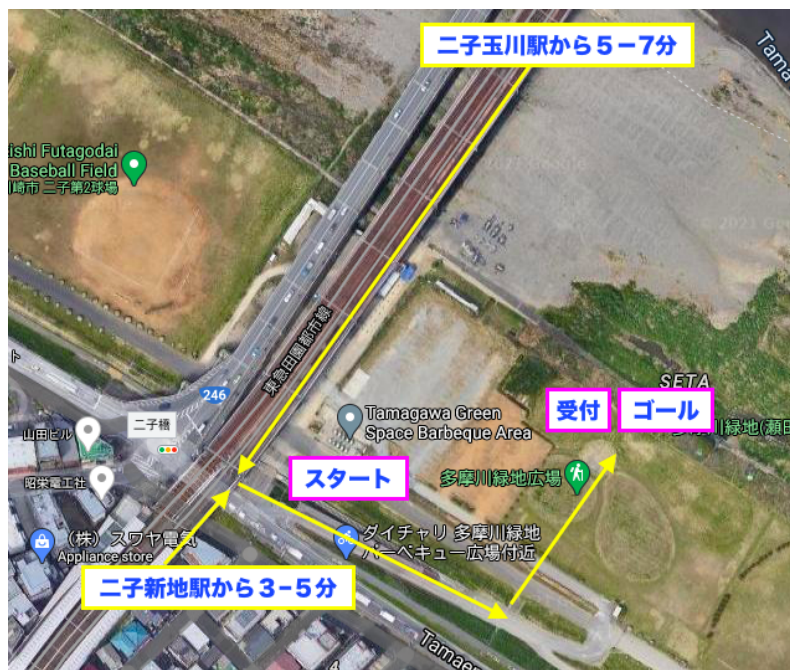 二子玉川駅から5－7分
Tama
ishi Futagodai
Baseball Field
川崎市 二子第2球場
© 2021 Goo
東急田園都市線
ト
246
SETA
Tamagawa Green
Space Barbeque Area
受付
ゴール
二子橋
山田ビル
多摩川緑地(瀬田
スタート
多摩川緑地広場
昭栄電工社
（株）スワヤ電気
Appliance store
ダイチャリ 多摩川緑地
バーベキュー広場付近
二子新地駅から3−5分
Tamaen
4